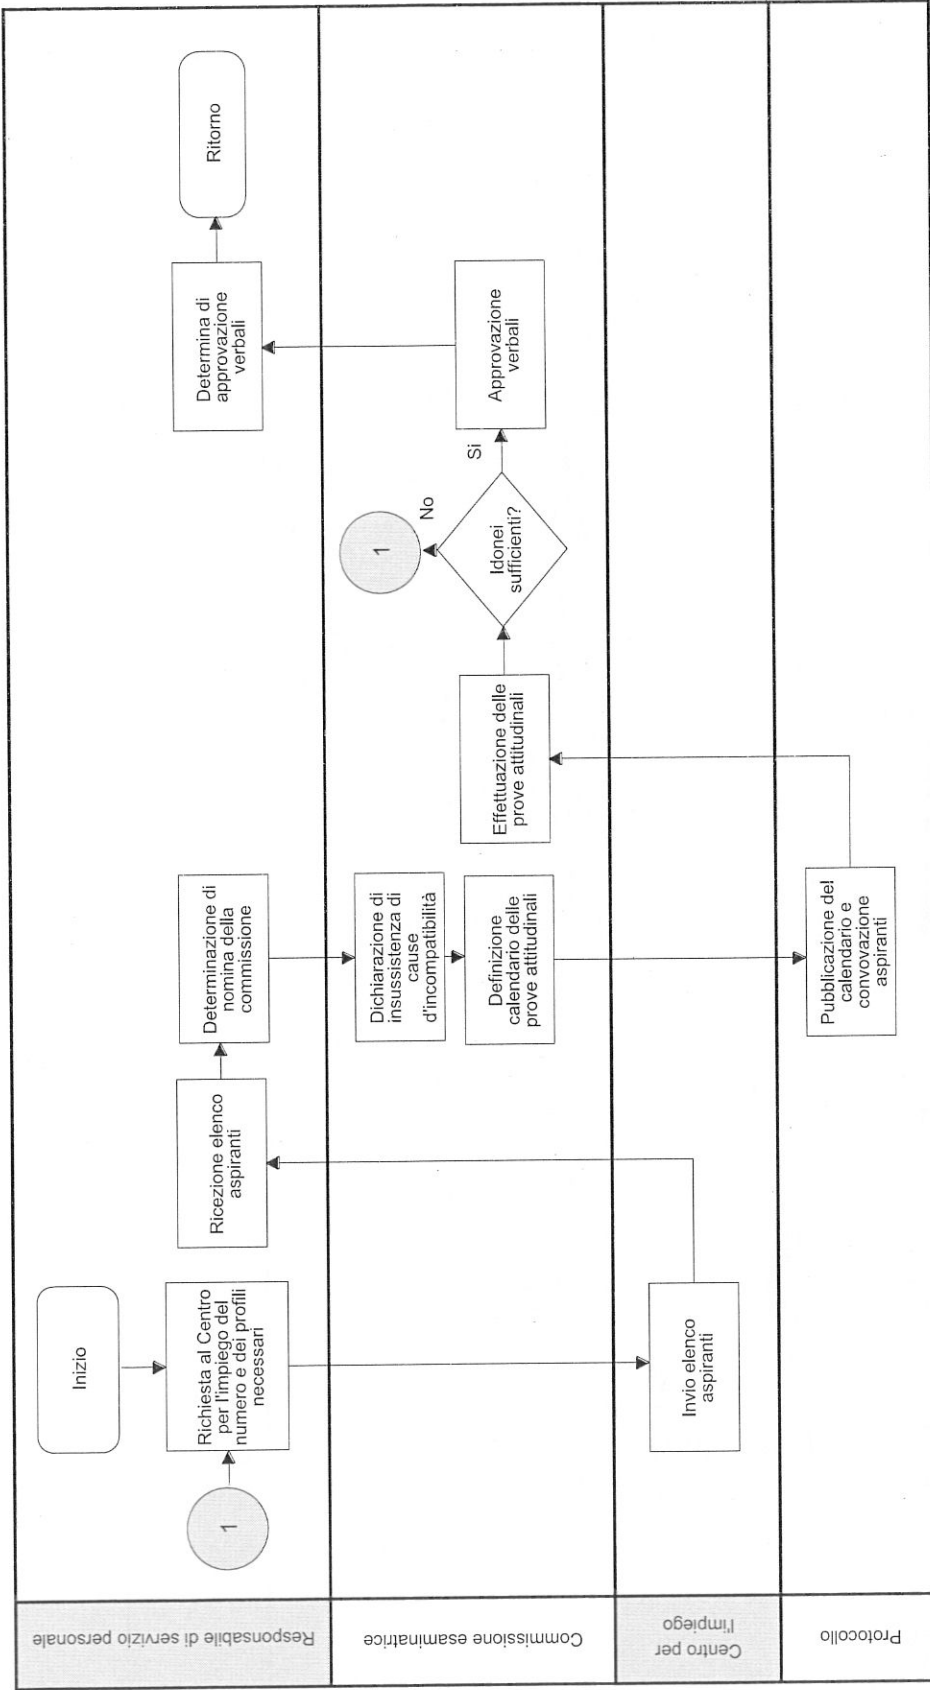 Responsabile di servizio personale
Inizio
1
Richiesta al Centro
per l'impiego del
numero e dei profili
necessari
Ricezione elenco
aspiranti
Determinazione di
nomina della
commissione
Determina di
approvazione
verbali
Ritorno
Commissione esaminatrice
Dichiarazione di
insussistenza di
cause
d'incompatibilità
Definizione
calendario delle
prove attitudinali
Effettuazione delle
prove attitudinali
Idonei
sufficienti?
No
1
Si
Approvazione
verbali
Centro per
l'impiego
Invio elenco
aspiranti
Protocollo
Pubblicazione del
calendario e
convovazione
aspiranti